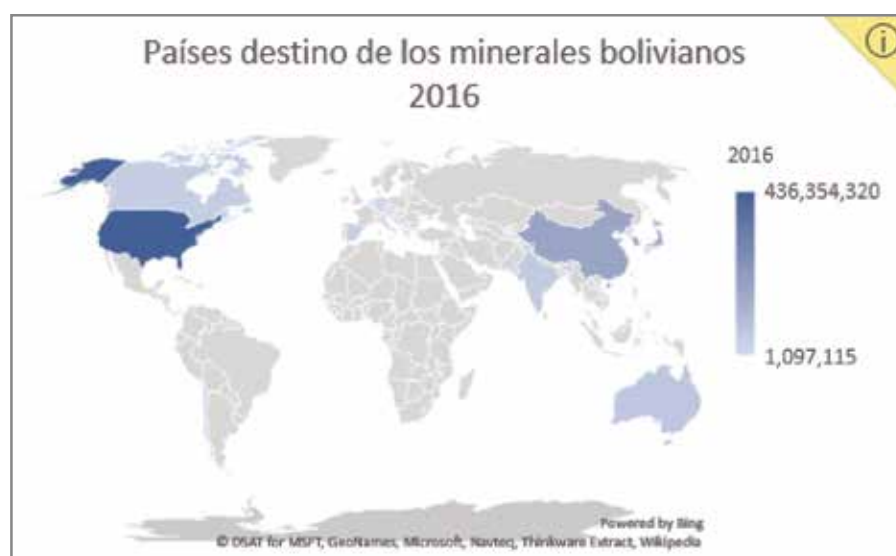 Países destino de los minerales bolivianos
2016
2016
436,354,320
1,097,115
Powered by Bing
© DSAT for MSFT, GeoNames, Microsoft, Navteq, Thinkware Extract, Wikipedia